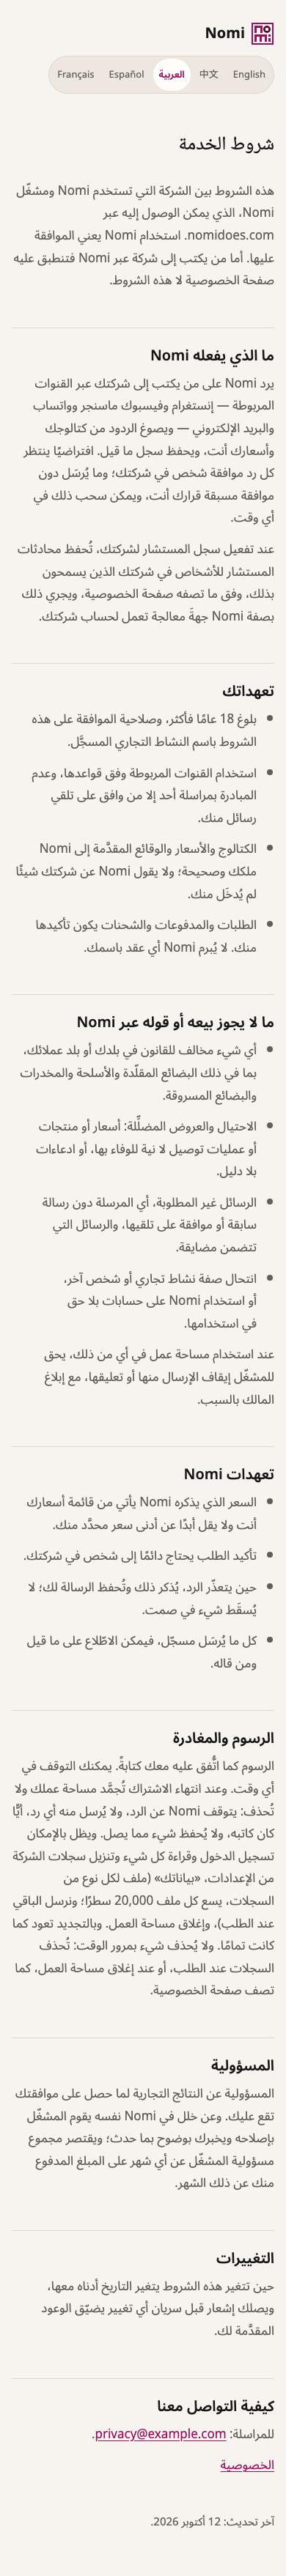 Nomi
English 中文 العربية Español Français
شروط الخدمة
هذه الشروط بين الشركة التي تستخدم Nomi ومشغّل
Nomi، الذي يمكن الوصول إليه عبر
nomidoes.com. استخدام Nomi يعني الموافقة
عليها. أما من يكتب إلى شركة عبر Nomi فتنطبق عليه
صفحة الخصوصية لا هذه الشروط.
ما الذي يفعله Nomi
يرد Nomi على من يكتب إلى شركتك عبر القنوات
المربوطة — إنستغرام وفيسبوك ماسنجر وواتساب
والبريد الإلكتروني — ويصوغ الردود من كتالوجك
وأسعارك أنت، ويحفظ سجل ما قيل. افتراضيًا ينتظر
كل رد موافقة شخص في شركتك؛ وما يُرسَل دون
موافقة مسبقة قرارك أنت، ويمكن سحب ذلك في
أي وقت.
عند تفعيل سجل المستشار لشركتك، تُحفظ محادثات
المستشار للأشخاص في شركتك الذين يسمحون
بذلك، وفق ما تصفه صفحة الخصوصية، ويجري ذلك
بصفة Nomi جهةَ معالجة تعمل لحساب شركتك.
تعهداتك
بلوغ 18 عامًا فأكثر، وصلاحية الموافقة على هذه
الشروط باسم النشاط التجاري المسجَّل.
استخدام القنوات المربوطة وفق قواعدها، وعدم
المبادرة بمراسلة أحد إلا من وافق على تلقي
رسائل منك.
الكتالوج والأسعار والوقائع المقدَّمة إلى Nomi
ملكك وصحيحة؛ ولا يقول Nomi عن شركتك شيئًا
لم يُدخَل منك.
الطلبات والمدفوعات والشحنات يكون تأكيدها
منك. لا يُبرم Nomi أي عقد باسمك.
ما لا يجوز بيعه أو قوله عبر Nomi
أي شيء مخالف للقانون في بلدك أو بلد عملائك،
بما في ذلك البضائع المقلّدة والأسلحة والمخدرات
والبضائع المسروقة.
الاحتيال والعروض المضلِّلة: أسعار أو منتجات
أو عمليات توصيل لا نية للوفاء بها، أو ادعاءات
بلا دليل.
الرسائل غير المطلوبة، أي المرسلة دون رسالة
سابقة أو موافقة على تلقيها، والرسائل التي
تتضمن مضايقة.
انتحال صفة نشاط تجاري أو شخص آخر،
أو استخدام Nomi على حسابات بلا حق
في استخدامها.
عند استخدام مساحة عمل في أي من ذلك، يحق
للمشغّل إيقاف الإرسال منها أو تعليقها، مع إبلاغ
المالك بالسبب.
تعهدات Nomi
السعر الذي يذكره Nomi يأتي من قائمة أسعارك
أنت ولا يقل أبدًا عن أدنى سعر محدَّد منك.
تأكيد الطلب يحتاج دائمًا إلى شخص في شركتك.
حين يتعذّر الرد، يُذكر ذلك وتُحفظ الرسالة لك؛ لا
يُسقَط شيء في صمت.
كل ما يُرسَل مسجّل، فيمكن الاطّلاع على ما قيل
ومن قاله.
الرسوم والمغادرة
الرسوم كما اتُّفق عليه معك كتابةً. يمكنك التوقف في
أي وقت. وعند انتهاء الاشتراك تُجمَّد مساحة عملك ولا
تُحذف: يتوقف Nomi عن الرد، ولا يُرسل منه أي رد، أيًّا
كان كاتبه، ولا يُحفظ شيء مما يصل. ويظل بالإمكان
تسجيل الدخول وقراءة كل شيء وتنزيل سجلات الشركة
من الإعدادات، «بياناتك» (ملف لكل نوع من
السجلات، يسع كل ملف 20,000 سطرًا؛ ونرسل الباقي
عند الطلب)، وإغلاق مساحة العمل. وبالتجديد تعود كما
كانت تمامًا. ولا يُحذف شيء بمرور الوقت: تُحذف
السجلات عند الطلب، أو عند إغلاق مساحة العمل، كما
تصف صفحة الخصوصية.
المسؤولية
المسؤولية عن النتائج التجارية لما حصل على موافقتك
تقع عليك. وعن خلل في Nomi نفسه يقوم المشغّل
بإصلاحه ويخبرك بوضوح بما حدث؛ ويقتصر مجموع
مسؤولية المشغّل عن أي شهر على المبلغ المدفوع
منك عن ذلك الشهر.
التغييرات
حين تتغير هذه الشروط يتغير التاريخ أدناه معها،
ويصلك إشعار قبل سريان أي تغيير يضيّق الوعود
المقدَّمة لك.
كيفية التواصل معنا
للمراسلة: privacy@example.com.
الخصوصية
آخر تحديث: 12 أكتوبر 2026.